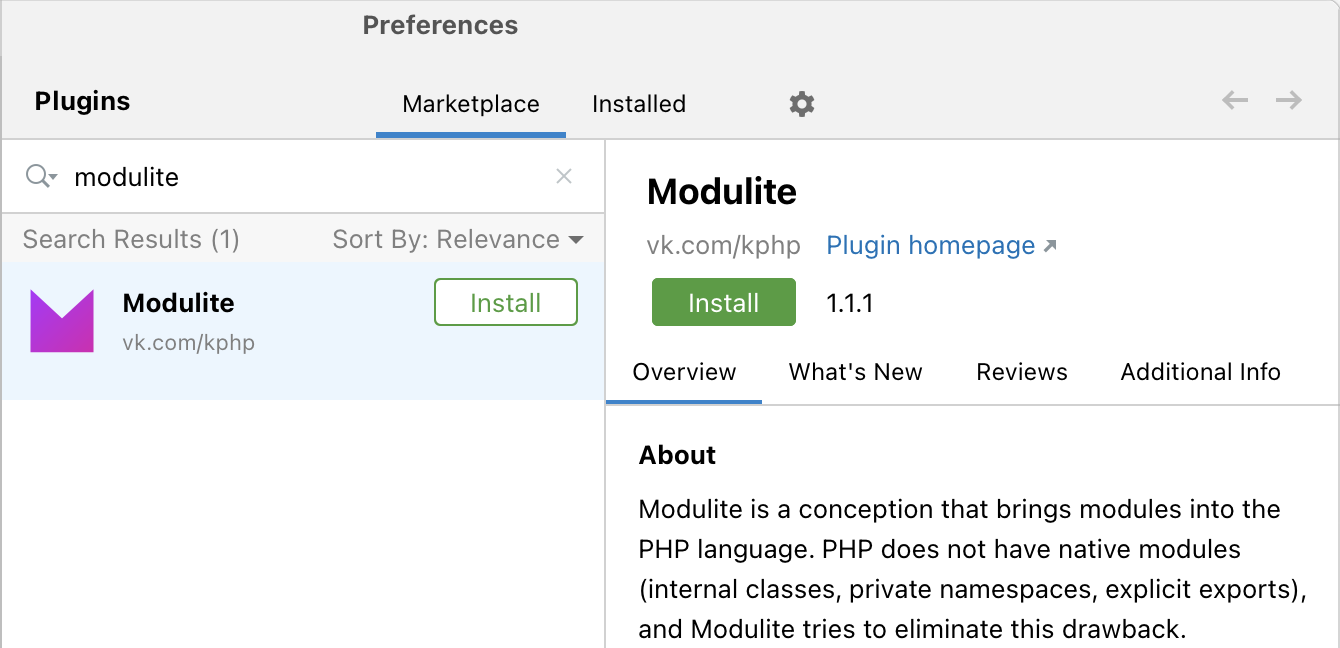 Preferences
Plugins
Marketplace
Installed
modulite
Search Results (1)
Sort By: Relevance
Modulite
vk.com/kphp
Install
Modulite
vk.com/kphp
Plugin homepage
Install
1.1.1
Overview
What's New
Reviews
Additional Info
About
Modulite is a conception that brings modules into the
PHP language. PHP does not have native modules
(internal classes, private namespaces, explicit exports),
and Modulite tries to eliminate this drawback.